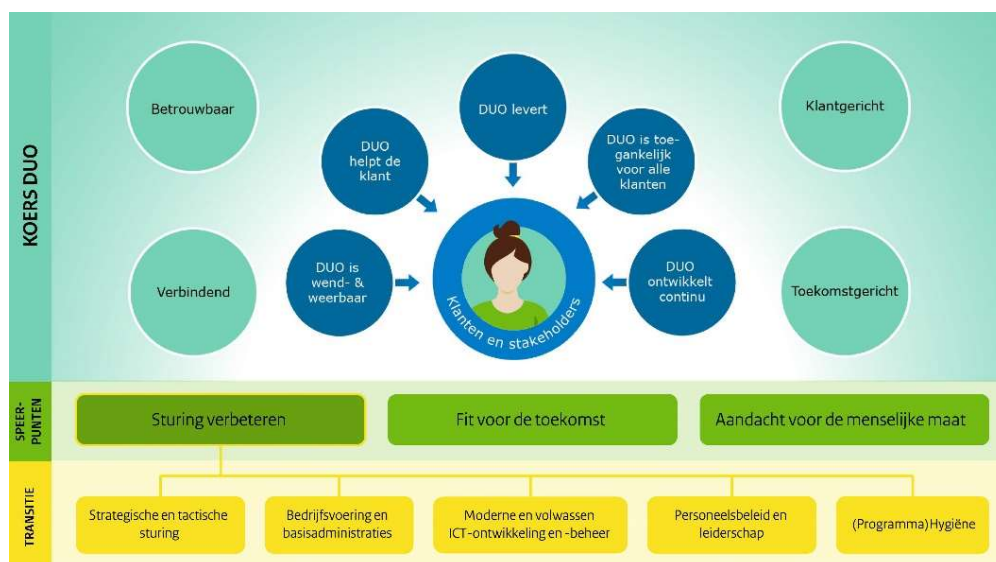 KOERS DUO
Betrouwbaar
Verbindend
DUO is
wend- &
weerbaar
DUO
helpt de
klant
DUO levert
DUO is toe-
gankelijk
voor alle
klanten
DUO
ontwikkelt
continu
Klanten en stakeholders
Klantgericht
Toekomstgericht
SPEER-
PUNTEN
Sturing verbeteren
Fit voor de toekomst
Aandacht voor de menselijke maat
TRANSITIE
Strategische en tactische
sturing
Bedrijfsvoering en
basisadministraties
Moderne en volwassen
ICT-ontwikkeling en -beheer
Personeelsbeleid en
leiderschap
(Programma)Hygiëne